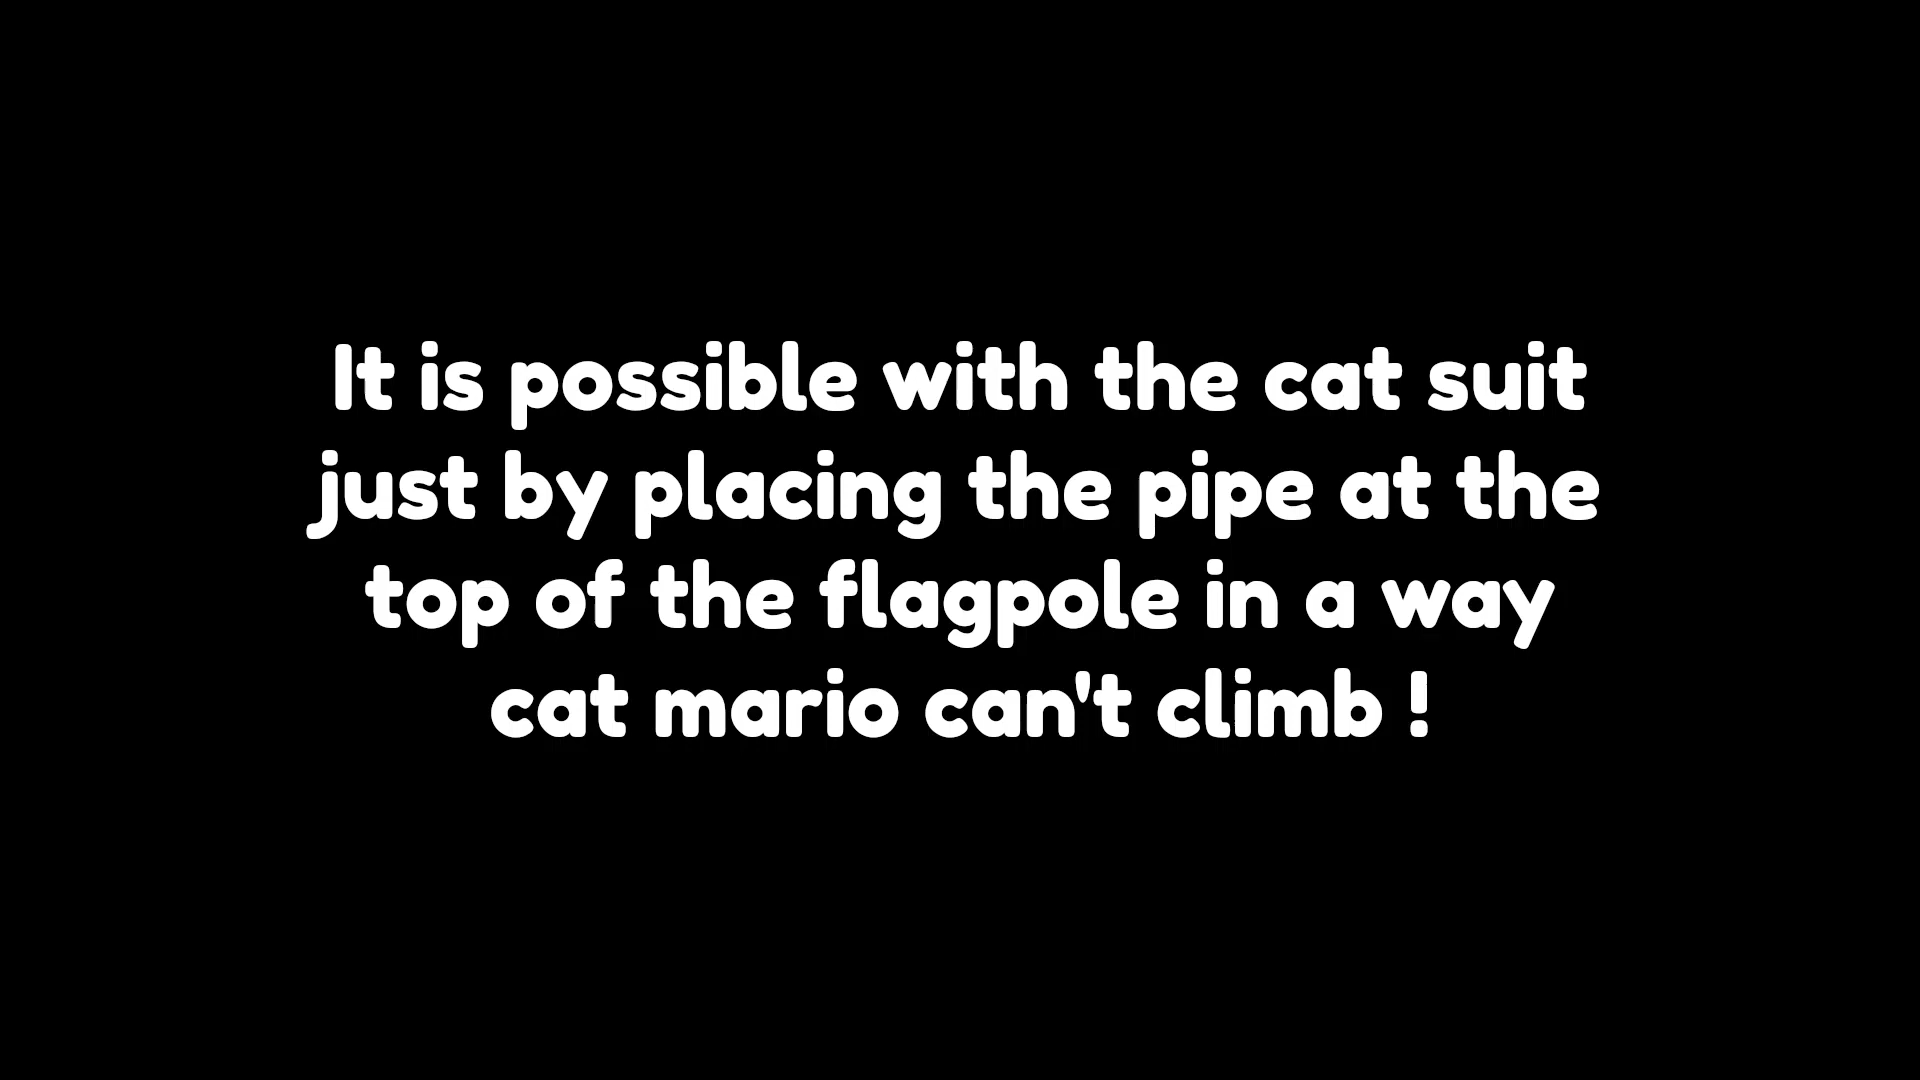 It is possible with the cat suit
just by placing the pipe at the
top of the flagpole in a way
cat mario can't climb !